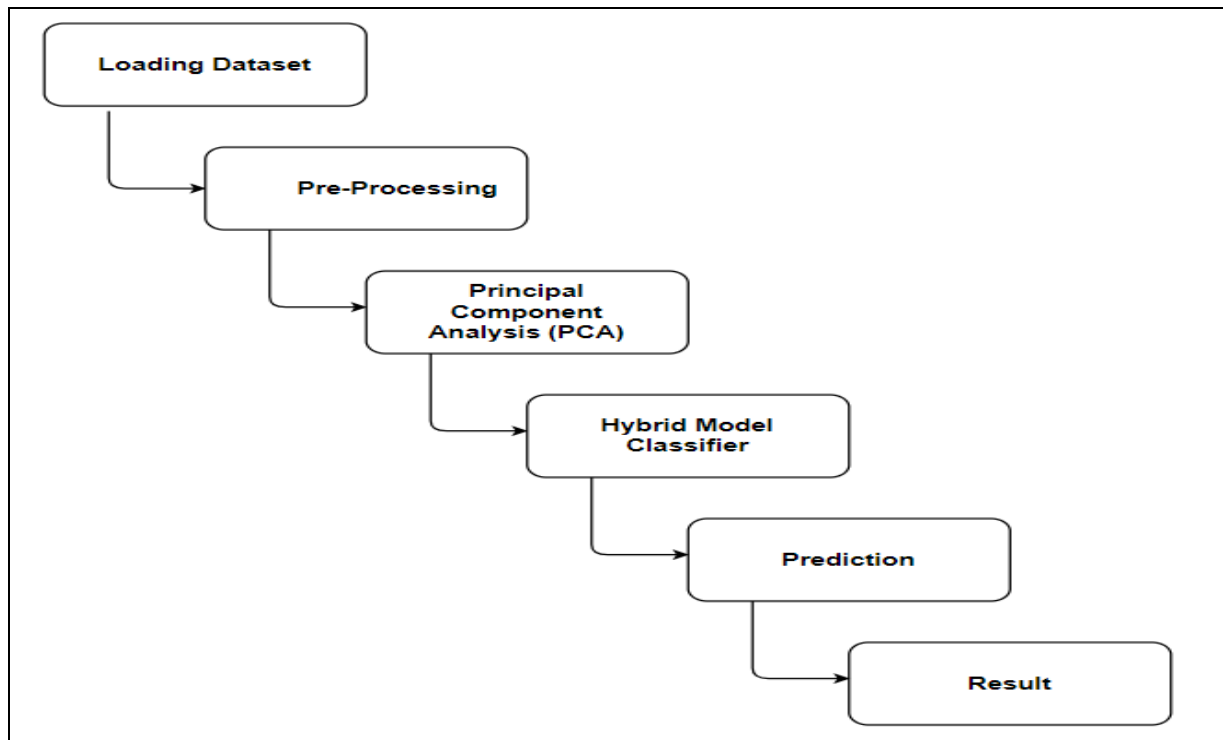 Loading Dataset
Pre-Processing
Principal
Component
Analysis (PCA)
Hybrid Model
Classifier
Prediction
Result